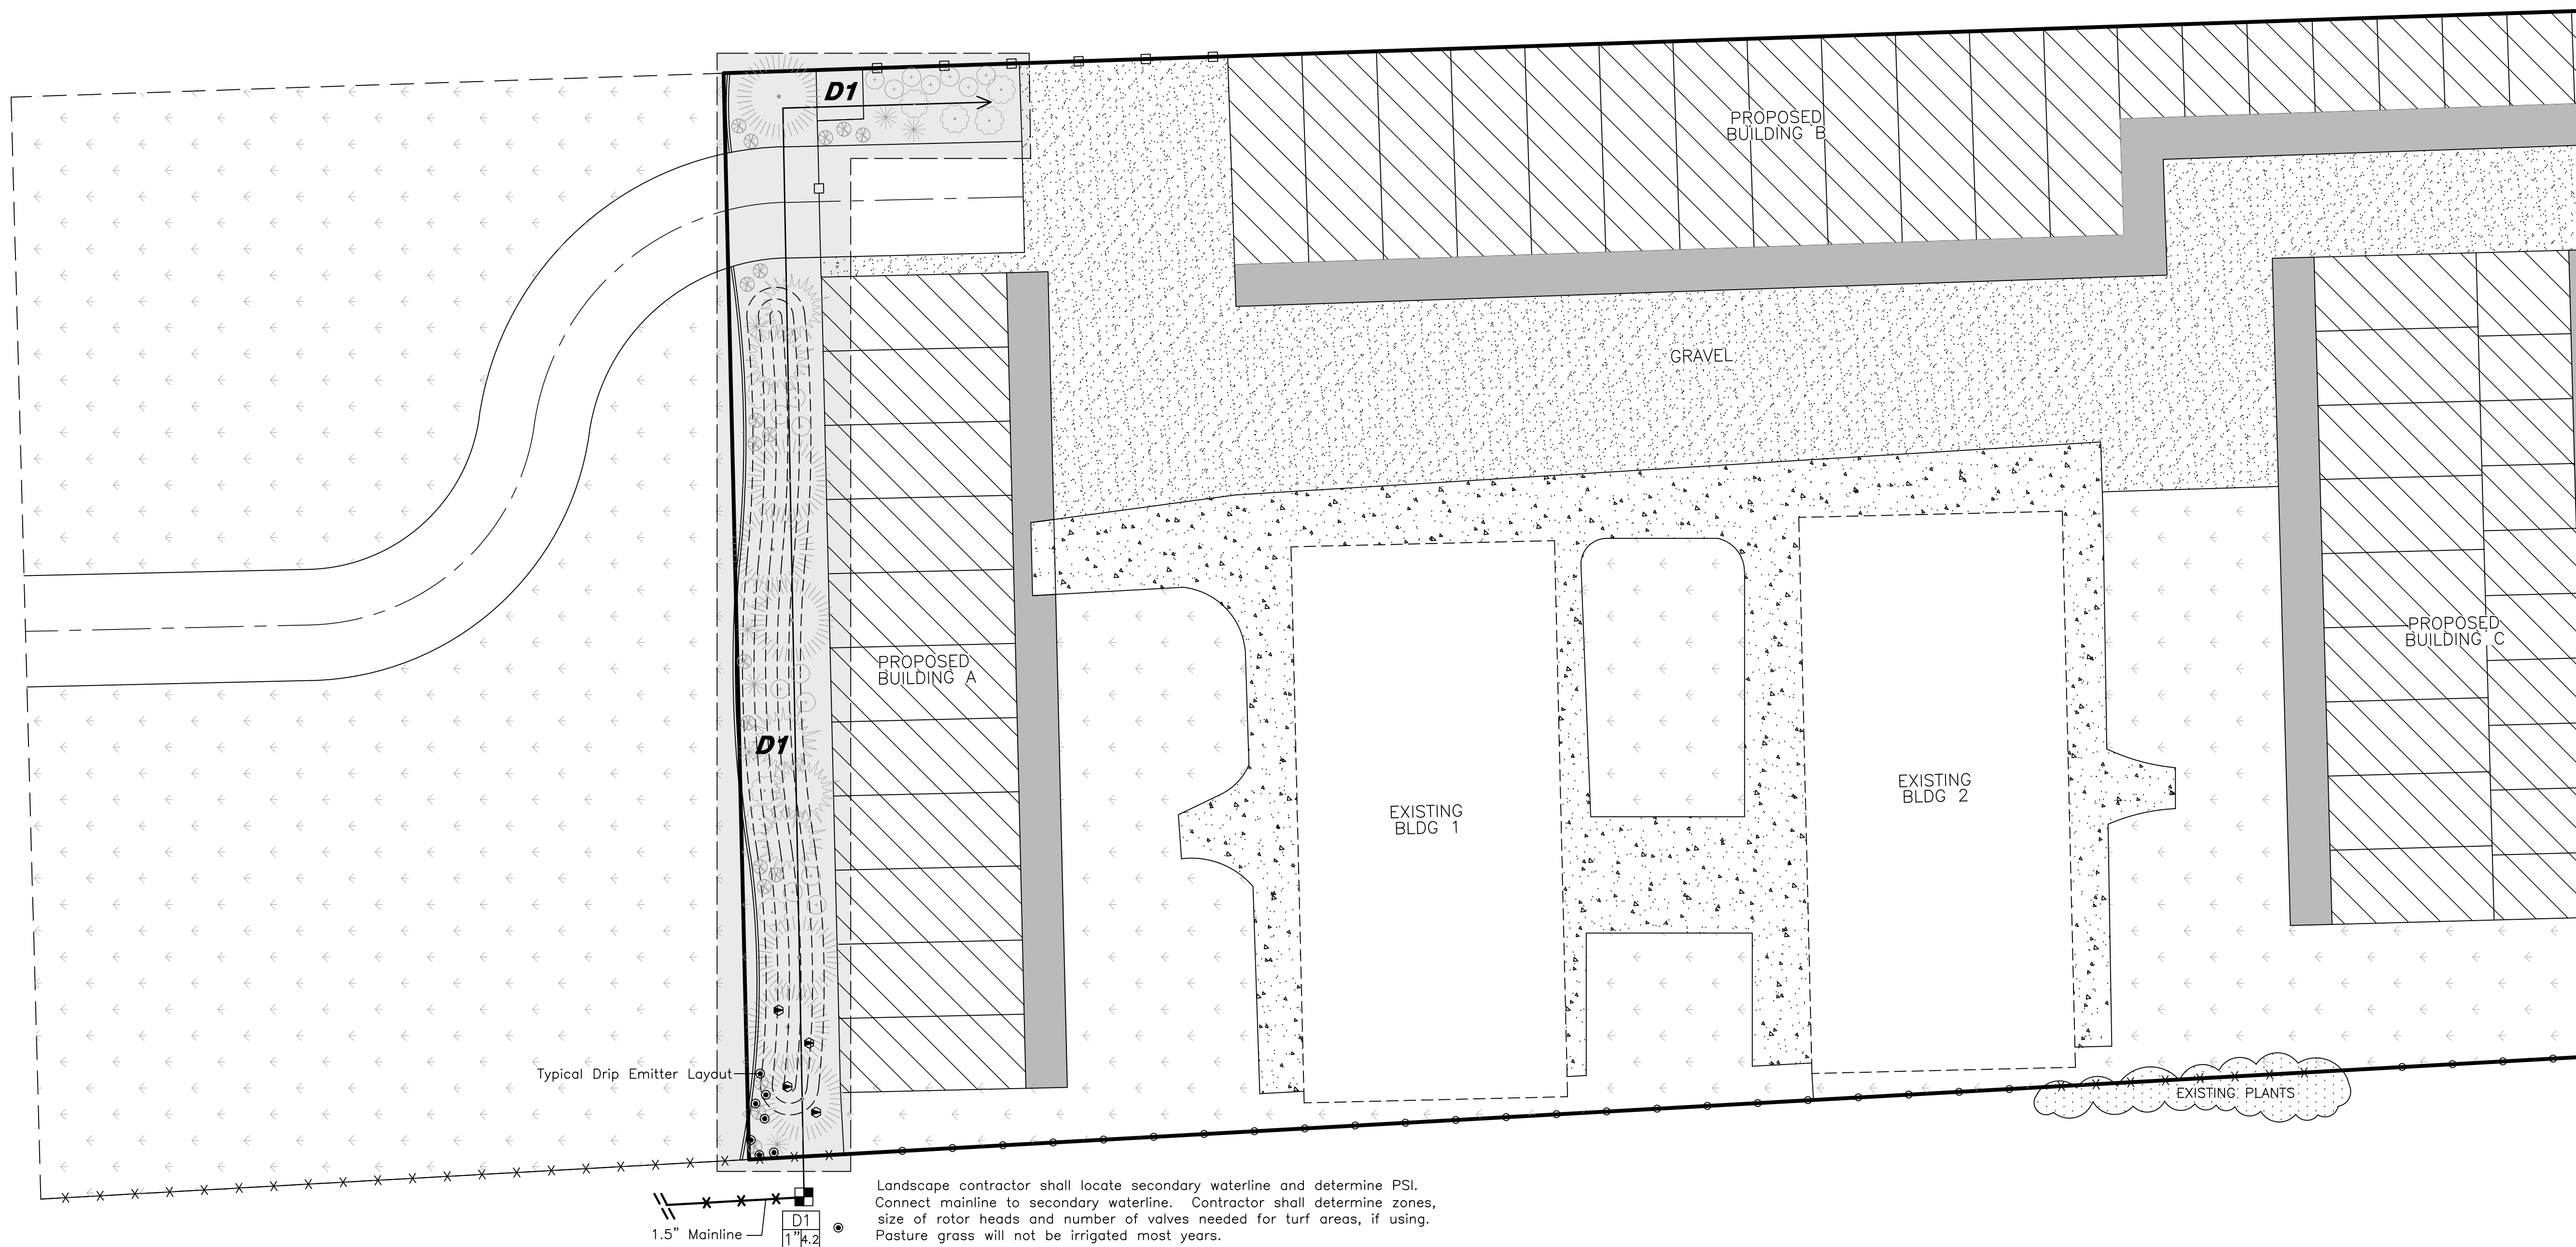 D1
PROPOSED
BUILDING B
GRAVEL
PROPOSED
BUILDING A
PROPOSED
BUILDING C
D1
EXISTING
BLDG 1
EXISTING
BLDG 2
Typical Drip Emitter Layout
EXISTING PLANTS
Landscape contractor shall locate secondary waterline and determine PSI.
Connect mainline to secondary waterline. Contractor shall determine zones,
size of rotor heads and number of valves needed for turf areas, if using.
Pasture grass will not be irrigated most years.
1.5" Mainline
D1
1" 4.2